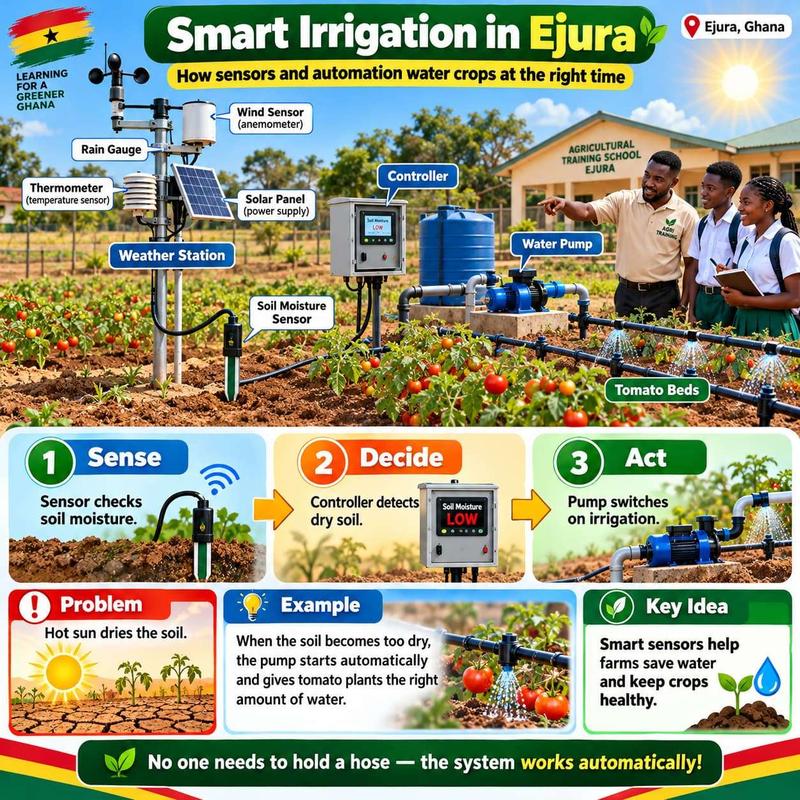 LEARNING
FOR A
GREENER
GHANA
Smart Irrigation in Ejura
How sensors and automation water crops at the right time
Ejura, Ghana
Wind Sensor
(anemometer)
Rain Gauge
Thermometer
(temperature sensor)
Solar Panel
(power supply)
Weather Station
Soil Moisture
Sensor
Controller
Soil Moisture
LOW
Water Pump
AGRICULTURAL
TRAINING SCHOOL
EJURA
AGRI
TRAINING
Tomato Beds
1 Sense
Sensor checks
soil moisture.
2 Decide
Controller detects
dry soil.
Soil Moisture
LOW
3 Act
Pump switches
on irrigation.
! Problem
Hot sun dries the soil.
Example
When the soil becomes too dry,
the pump starts automatically
and gives tomato plants the right
amount of water.
Key Idea
Smart sensors help
farms save water
and keep crops
healthy.
No one needs to hold a hose — the system works automatically!